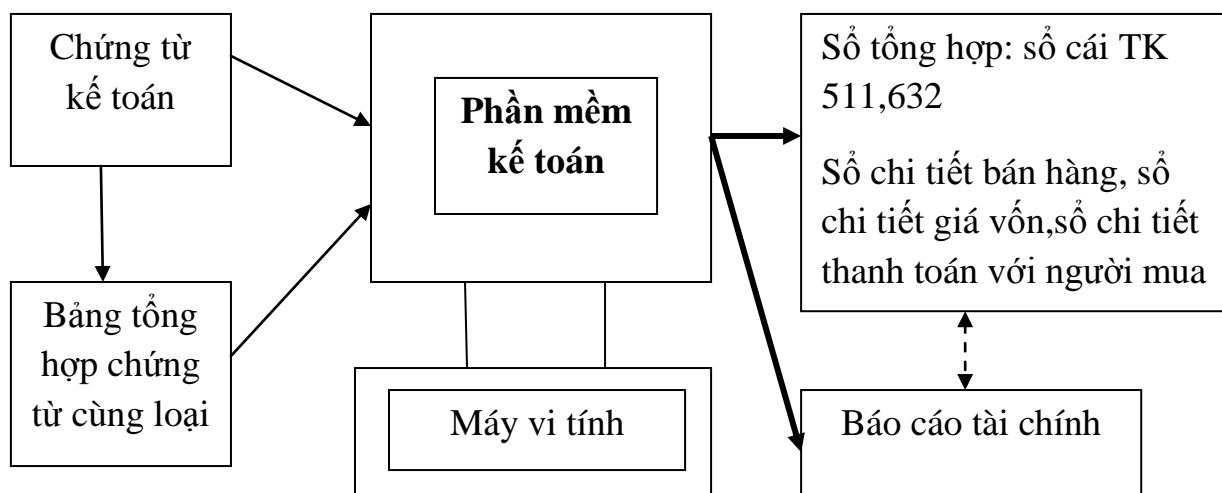 Chứng từ
kế toán
Bảng tổng
hợp chứng
từ cùng loại
Phần mềm
kế toán
Máy vi tính
Sổ tổng hợp: sổ cái TK
511,632
Sổ chi tiết bán hàng, sổ
chi tiết giá vốn,sổ chi tiết
thanh toán với người mua
Báo cáo tài chính